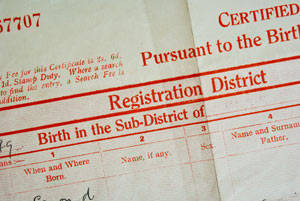 37707
CERTIFIED
Fee for this Certificate is 2s. 6d.
1d. Stamp Duty. Where a search
to find the entry, a Search Fee is
addition.
Pursuant to the Birth
Registration District
Birth in the Sub-District of
1
2
3
4
When and Where
Born.
Name, if any.
Sex
Name and Surname
Father.